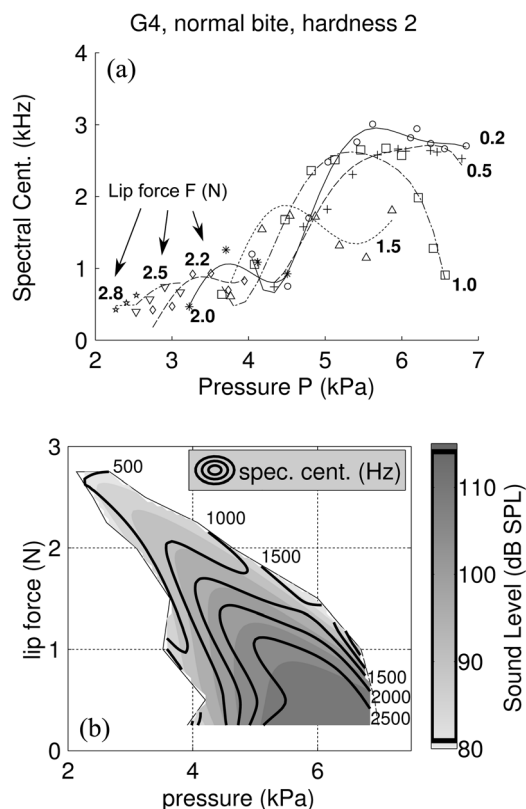 G4, normal bite, hardness 2
(a)
Spectral Cent. (kHz)
4
3
2
1
0
Lip force F (N)
2.8
2.5
2.2
2.0
0.2
0.5
1.5
1.0
2 3 4 5 6 7
Pressure P (kPa)
(b)
lip force (N)
3
2
1
0
500
spec. cent. (Hz)
1000
1500
1500
2000
2500
2 4 6
pressure (kPa)
110
100
90
80
Sound Level (dB SPL)